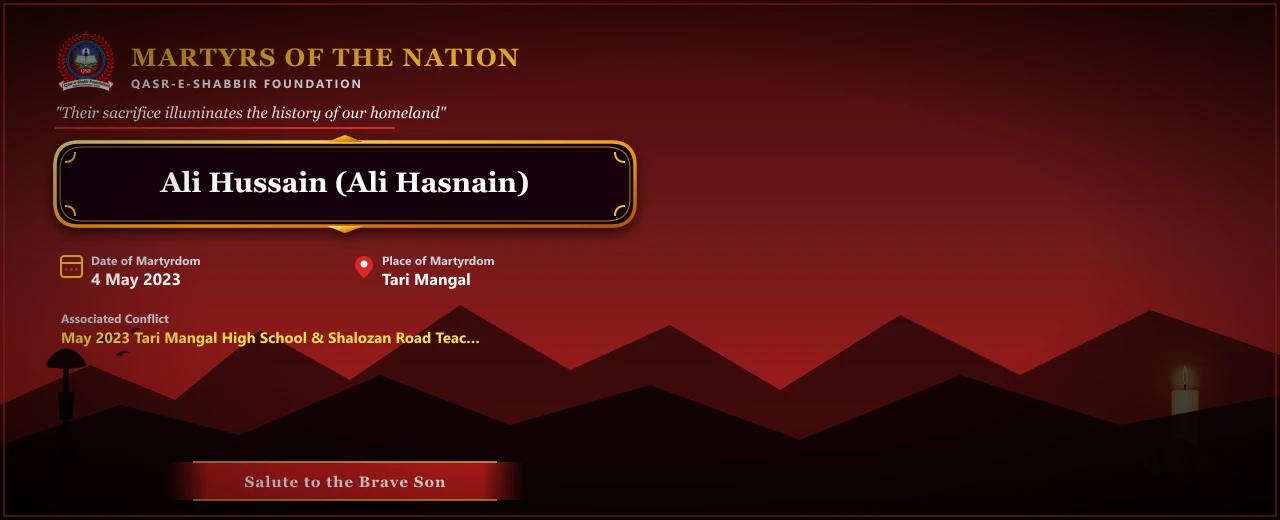 MARTYRS OF THE NATION
QASR-E-SHABBIR FOUNDATION
"Their sacrifice illuminates the history of our homeland"
Ali Hussain (Ali Hasnain)
Date of Martyrdom
4 May 2023
Place of Martyrdom
Tari Mangal
Associated Conflict
May 2023 Tari Mangal High School & Shalozan Road Teac...
Salute to the Brave Son